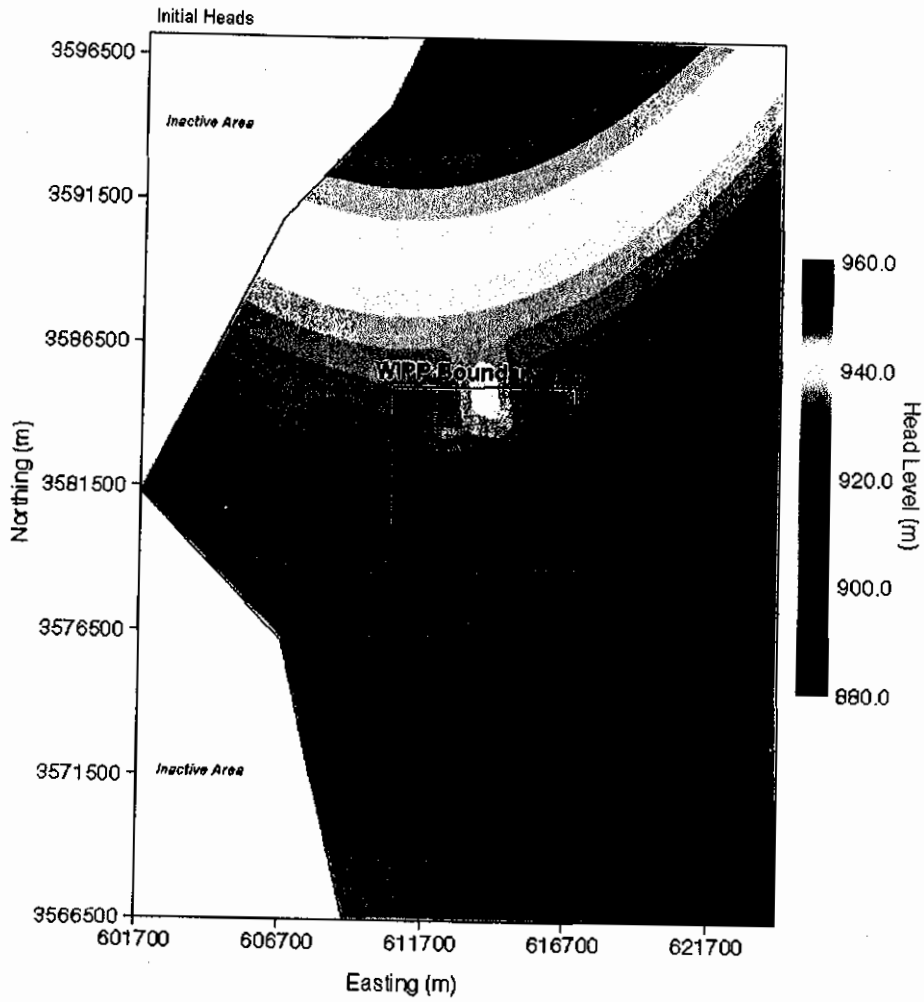 Initial Heads
3596500
Inactive Area
3591500
3586500
WIPP Bound
3581500
3576500
Inactive Area
3571500
3566500
601700 606700 611700 616700 621700
Easting (m)
Northing (m)
960.0
940.0
920.0
900.0
880.0
Head Level (m)